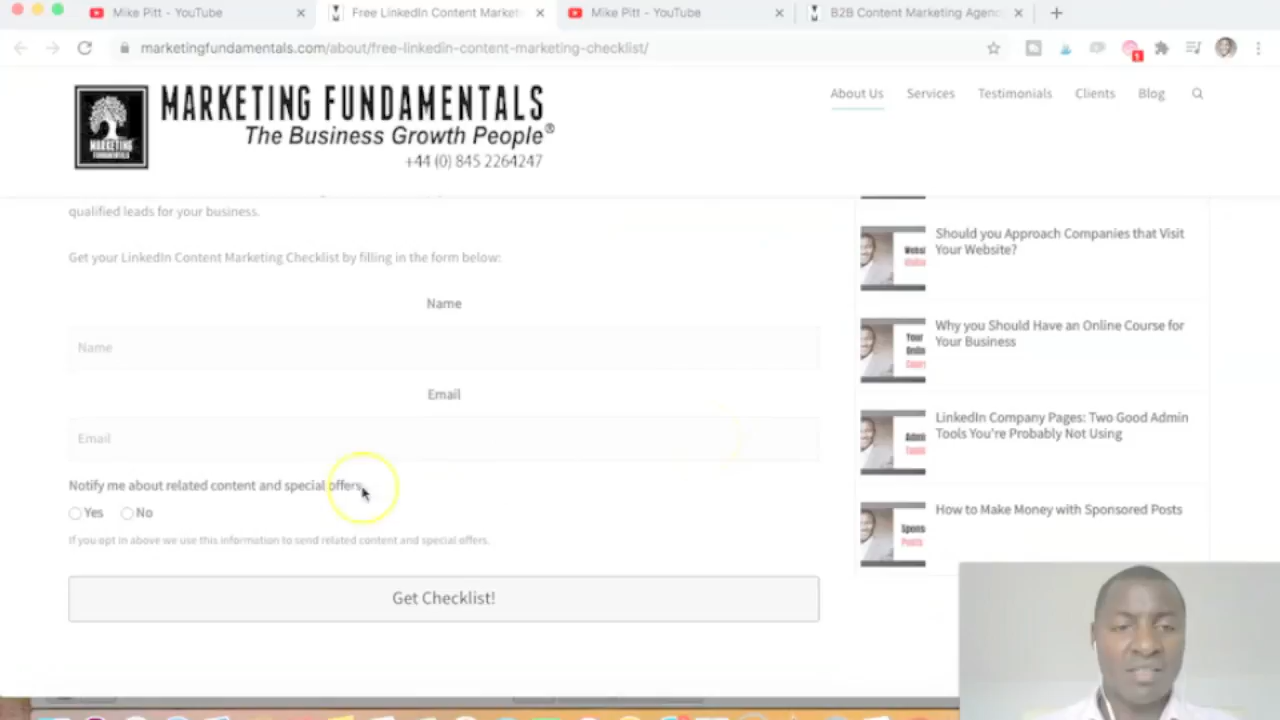 Mike Pitt - YouTube
Free LinkedIn Content Market
Mike Pitt - YouTube
B2B Content Marketing Agenc
marketingfundamentals.com/about/free-linkedin-content-marketing-checklist/
1
MARKETING FUNDAMENTALS
The Business Growth People®
+44 (0) 845 2264247
MARKETING
FUNDAMENTALS
About Us
Services
Testimonials
Clients
Blog
qualified leads for your business.
Get your LinkedIn Content Marketing Checklist by filling in the form below:
Name
Name
Email
Email
Notify me about related content and special offers.
Yes
No
If you opt in above we use this information to send related content and special offers.
Get Checklist!
Should you Approach Companies that Visit
Your Website?
Why you Should Have an Online Course for
Your Business
Your
LinkedIn Company Pages: Two Good Admin
Tools You're Probably Not Using
How to Make Money with Sponsored Posts
Posts